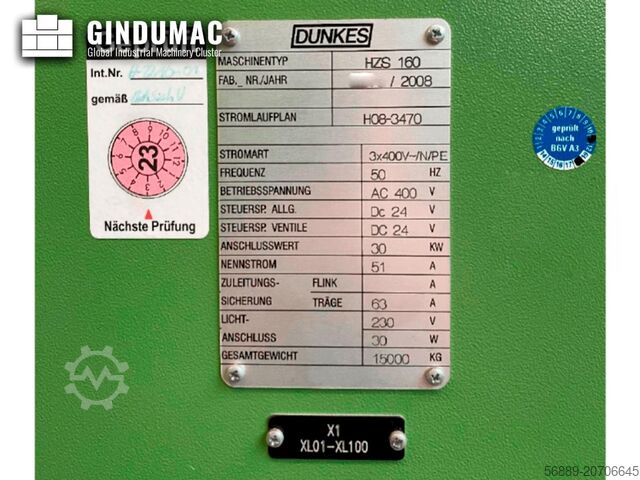 GINDUMAC
Global Industrial Machinery Cluster
Int.Nr.
gemäß
23
Nächste Prüfung
DUNKES
MASCHINENTYP HZS 160
FAB. NR./JAHR / 2008
STROMLAUFPLAN H08-3470
STROMART 3x400V~/N/PE
FREQUENZ 50 HZ
BETRIEBSSPANNUNG AC 400 V
STEUERSP. ALLG. Dc 24 V
STEUERSP. VENTILE DC 24 V
ANSCHLUSSWERT 30 KW
NENNSTROM 51 A
ZULEITUNGS- FLINK A
SICHERUNG TRÄGE 63 A
LICHT- 230 V
ANSCHLUSS 30 W
GESAMTGEWICHT 15000 KG
geprüft
nach
BGV A3
X1
XL01-XL100
56889-20706645